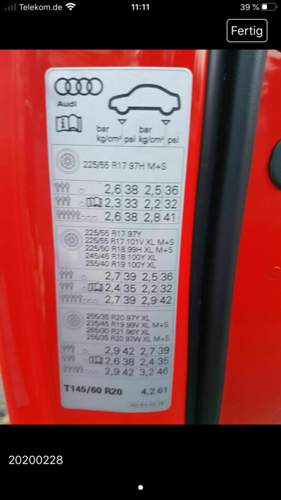 Telekom.de
11:11
39 %
Fertig
Audi
bar bar
kg/cm² psi kg/cm² psi
225/55 R17 97H M+S
2,6 38 2,5 36
2,3 33 2,2 32
2,6 38 2,8 41
225/55 R17 97Y
225/55 R17 101V XL M+S
225/50 R18 99H XL M+S
245/45 R18 100Y XL
255/40 R19 100Y XL
2,7 39 2,5 36
2,4 35 2,2 32
2,7 39 2,9 42
255/35 R20 97Y XL
235/45 R19 99V XL M+S
265/30 R21 96Y XL
255/35 R20 97W XL M+S
2,9 42 2,7 39
2,6 38 2,4 35
2,9 42 3,2 46
T145/60 R20 4,2 61
20200228